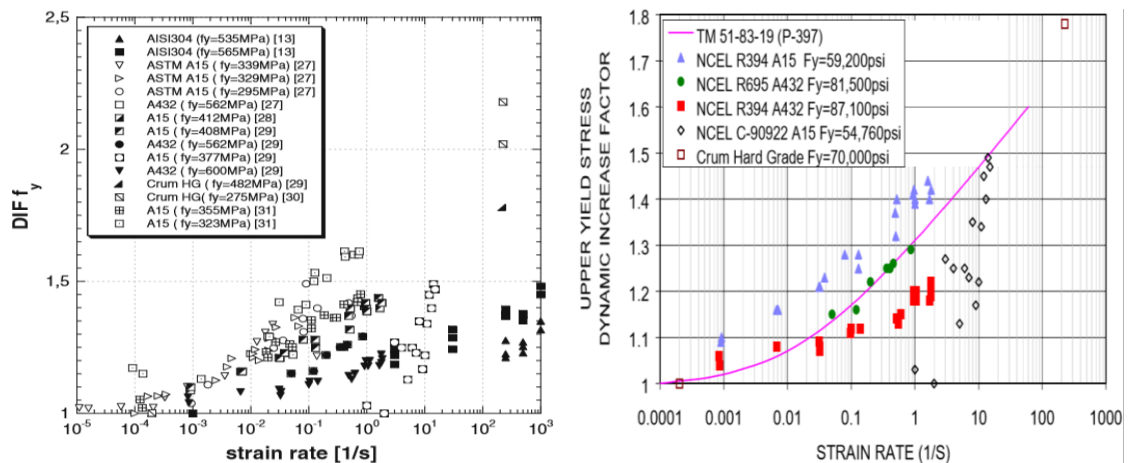 2,5
2
1,5
1
DIF f_y
AISI304 (fy=535MPa) [13]
AISI304 (fy=565MPa) [13]
ASTM A15 ( fy=339MPa) [27]
ASTM A15 ( fy=329MPa) [27]
ASTM A15 ( fy=295MPa) [27]
A432 ( fy=562MPa) [27]
A15 ( fy=412MPa) [28]
A15 ( fy=408MPa) [29]
A432 ( fy=562MPa) [29]
A15 ( fy=377MPa) [29]
A432 ( fy=600MPa) [29]
Crum HG ( fy=482MPa) [29]
Crum HG ( fy=275MPa) [30]
A15 ( fy=355MPa) [31]
A15 ( fy=323MPa) [31]
10^-5 10^-4 10^-3 10^-2 10^-1 10^0 10^1 10^2 10^3
strain rate [1/s]
1.8
1.7
1.6
1.5
1.4
1.3
1.2
1.1
1.0
UPPER YIELD STRESS
DYNAMIC INCREASE FACTOR
TM 51-83-19 (P-397)
NCEL R394 A15 Fy=59,200psi
NCEL R695 A432 Fy=81,500psi
NCEL R394 A432 Fy=87,100psi
NCEL C-90922 A15 Fy=54,760psi
Crum Hard Grade Fy=70,000psi
0.0001 0.001 0.01 0.1 1 10 100 1000
STRAIN RATE (1/S)